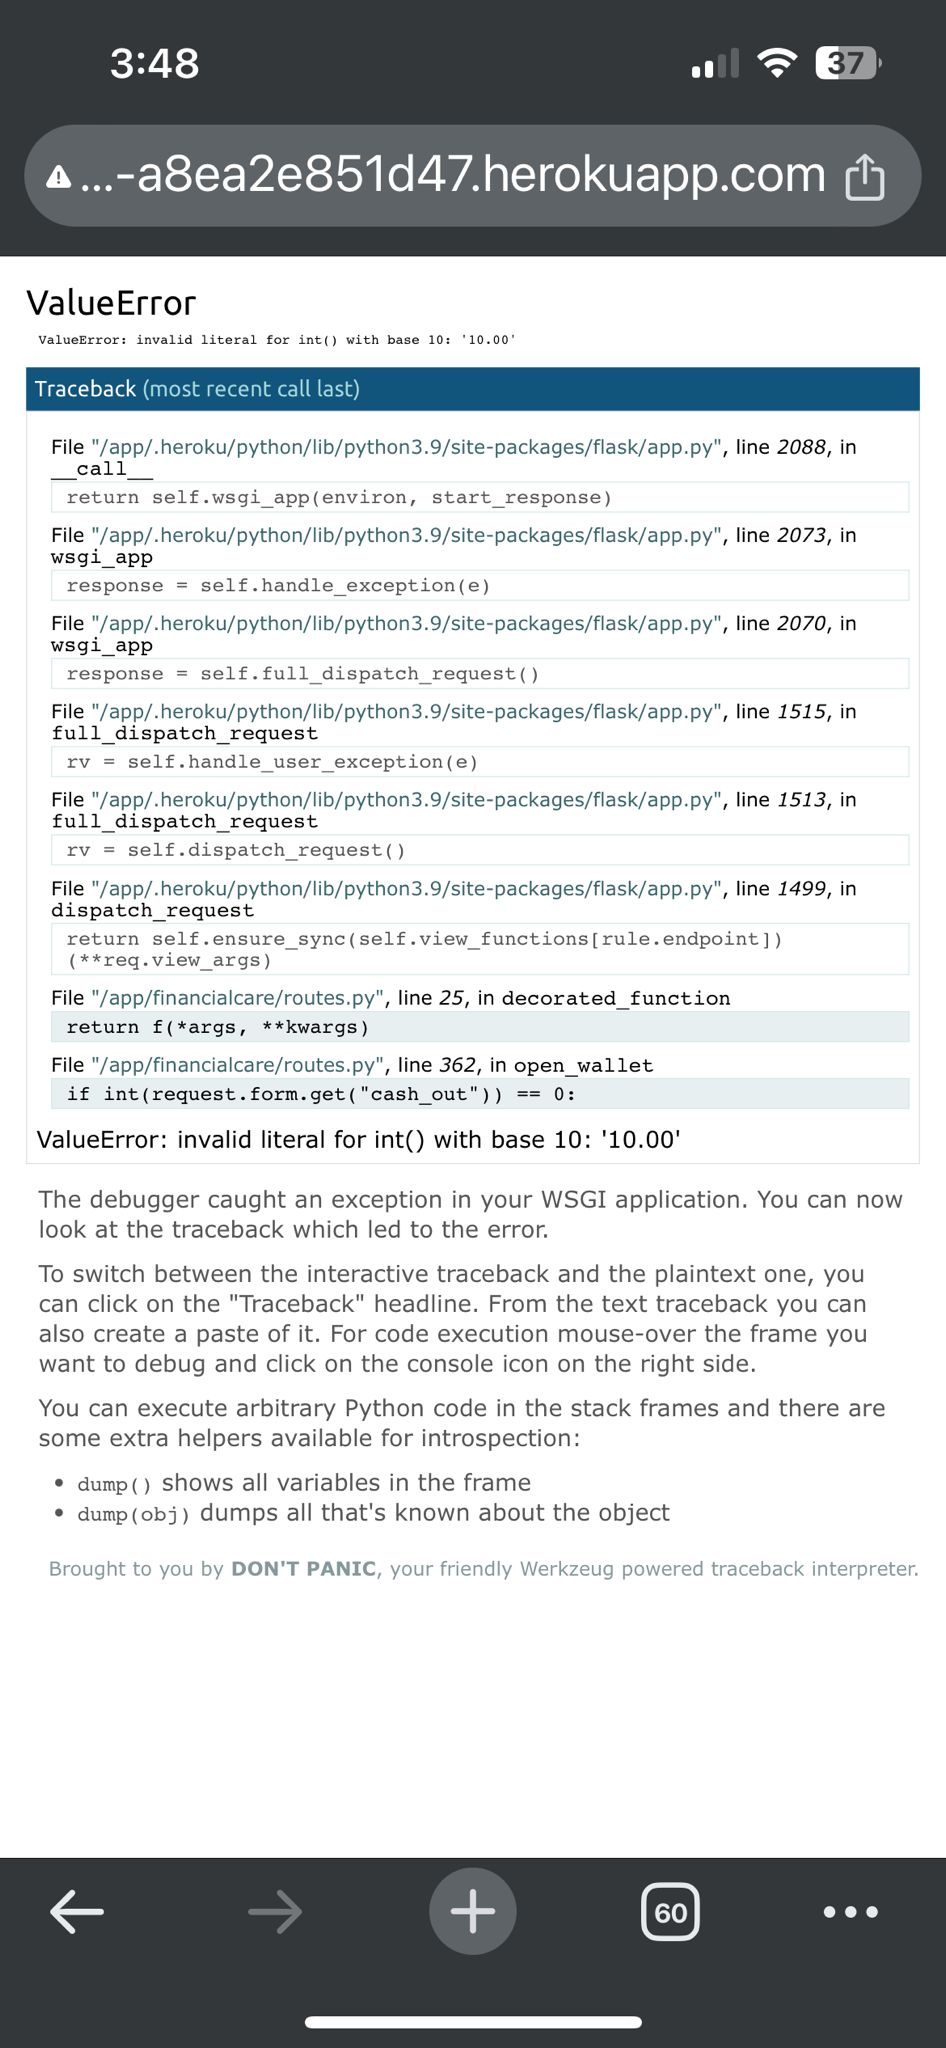 3:48
37
...-a8ea2e851d47.herokuapp.com
ValueError
ValueError: invalid literal for int() with base 10: '10.00'
Traceback (most recent call last)
File "/app/.heroku/python/lib/python3.9/site-packages/flask/app.py", line 2088, in
__call__
return self.wsgi_app(environ, start_response)
File "/app/.heroku/python/lib/python3.9/site-packages/flask/app.py", line 2073, in
wsgi_app
response = self.handle_exception(e)
File "/app/.heroku/python/lib/python3.9/site-packages/flask/app.py", line 2070, in
wsgi_app
response = self.full_dispatch_request()
File "/app/.heroku/python/lib/python3.9/site-packages/flask/app.py", line 1515, in
full_dispatch_request
rv = self.handle_user_exception(e)
File "/app/.heroku/python/lib/python3.9/site-packages/flask/app.py", line 1513, in
full_dispatch_request
rv = self.dispatch_request()
File "/app/.heroku/python/lib/python3.9/site-packages/flask/app.py", line 1499, in
dispatch_request
return self.ensure_sync(self.view_functions[rule.endpoint])
(**req.view_args)
File "/app/financialcare/routes.py", line 25, in decorated_function
return f(*args, **kwargs)
File "/app/financialcare/routes.py", line 362, in open_wallet
if int(request.form.get("cash_out")) == 0:
ValueError: invalid literal for int() with base 10: '10.00'
The debugger caught an exception in your WSGI application. You can now
look at the traceback which led to the error.
To switch between the interactive traceback and the plaintext one, you
can click on the "Traceback" headline. From the text traceback you can
also create a paste of it. For code execution mouse-over the frame you
want to debug and click on the console icon on the right side.
You can execute arbitrary Python code in the stack frames and there are
some extra helpers available for introspection:
• dump() shows all variables in the frame
• dump(obj) dumps all that's known about the object
Brought to you by DON'T PANIC, your friendly Werkzeug powered traceback interpreter.
60